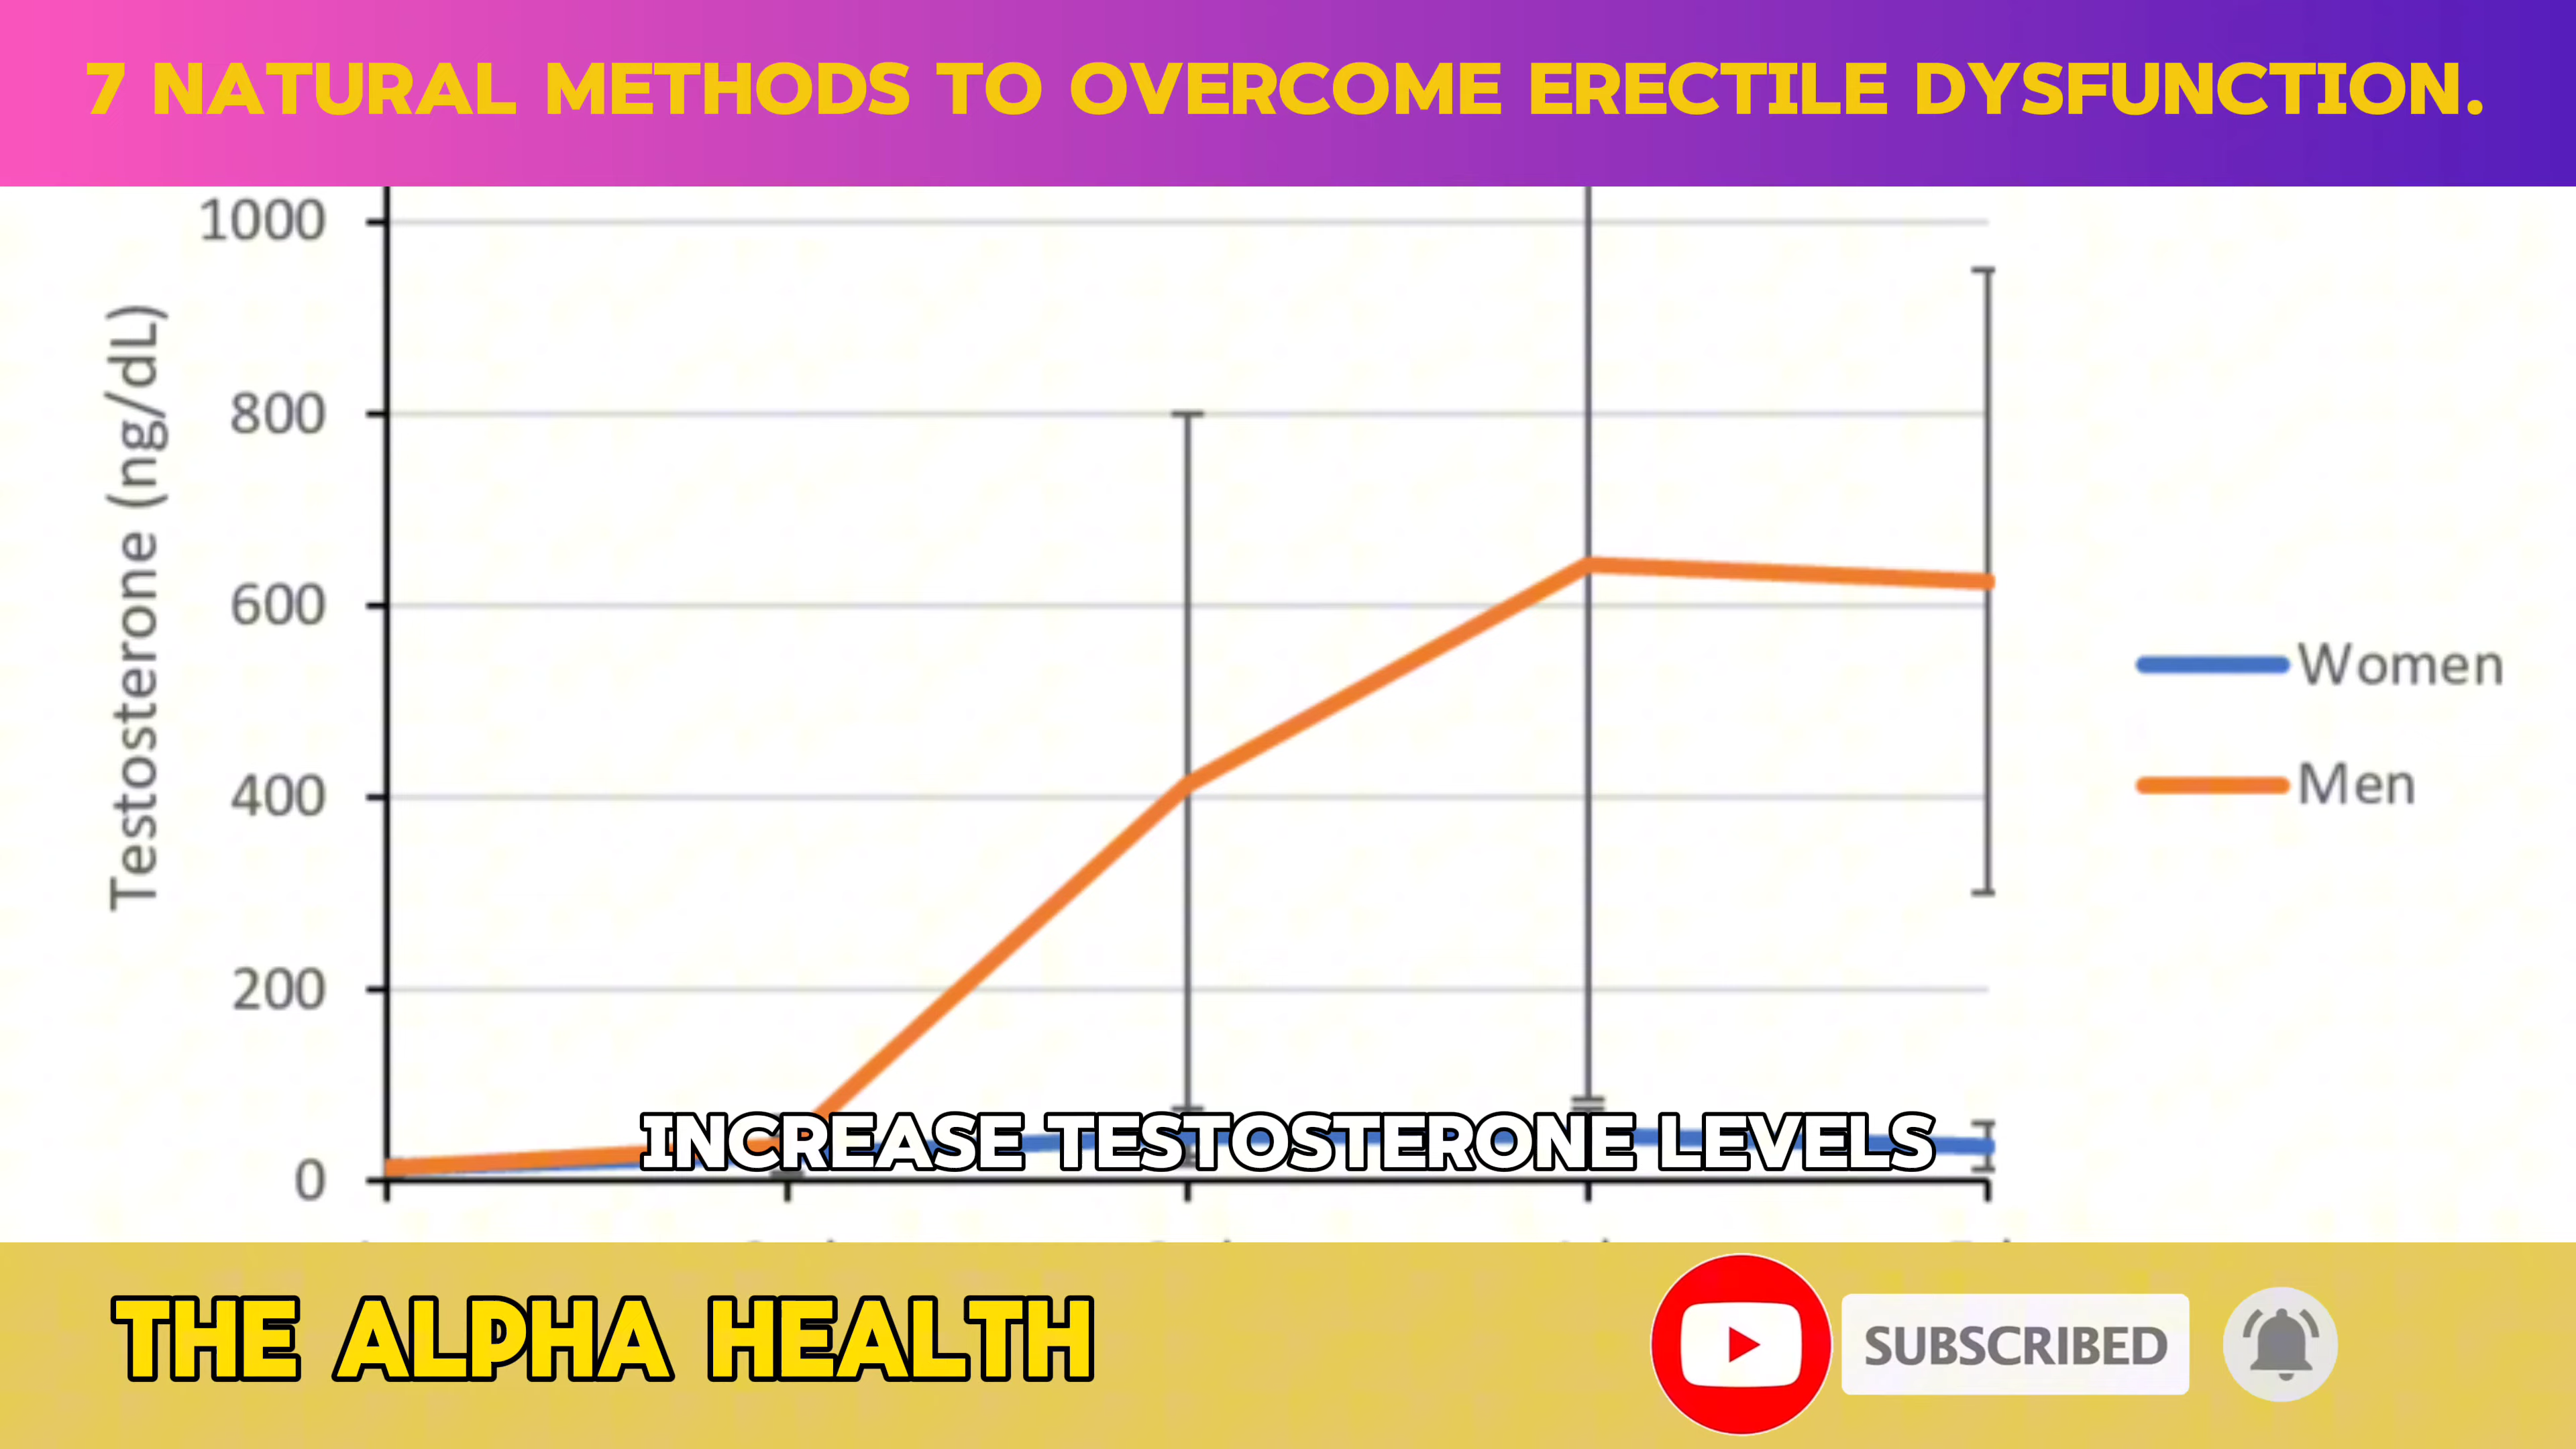 7 NATURAL METHODS TO OVERCOME ERECTILE DYSFUNCTION.
1000
800
600
400
200
0
Testosterone (ng/dL)
Women
Men
INCREASE TESTOSTERONE LEVELS
THE ALPHA HEALTH
SUBSCRIBED